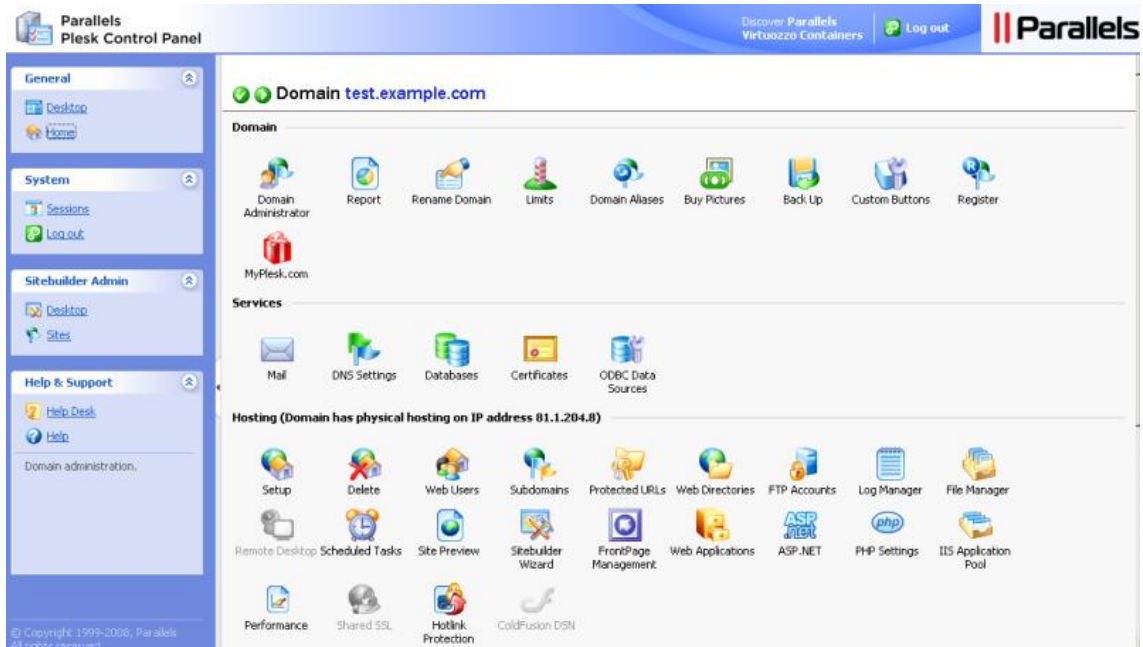 Parallels
Plesk Control Panel
Discover Parallels
Virtuozzo Containers
Log out
Parallels
General
Desktop
Home
System
Sessions
Log out
Sitebuilder Admin
Desktop
Sites
Help & Support
Help Desk
Help
Domain administration.
© Copyright 1999-2008, Parallels
All rights reserved
Domain test.example.com
Domain
Domain Administrator
Report
Rename Domain
Limits
Domain Aliases
Buy Pictures
Back Up
Custom Buttons
Register
MyPlesk.com
Services
Mail
DNS Settings
Databases
Certificates
ODBC Data Sources
Hosting (Domain has physical hosting on IP address 81.1.204.8)
Setup
Delete
Web Users
Subdomains
Protected URLs
Web Directories
FTP Accounts
Log Manager
File Manager
Remote Desktop
Scheduled Tasks
Site Preview
Sitebuilder Wizard
FrontPage Management
Web Applications
ASP.NET
PHP Settings
IIS Application Pool
Performance
Shared SSL
Hotlink Protection
ColdFusion DSN